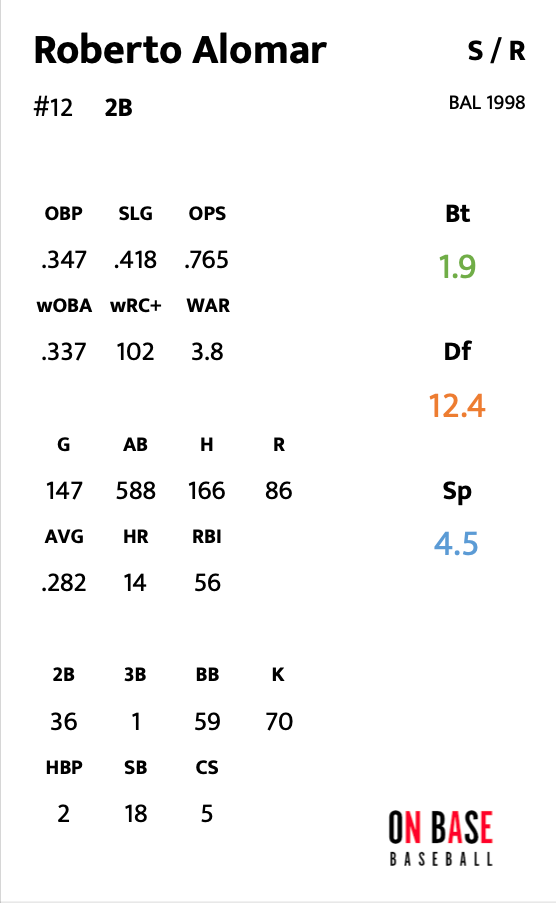 Roberto Alomar S / R
#12 2B BAL 1998
OBP SLG OPS Bt
.347 .418 .765 1.9
wOBA wRC+ WAR
.337 102 3.8 Df
12.4
G AB H R
147 588 166 86 Sp
AVG HR RBI 4.5
.282 14 56
2B 3B BB K
36 1 59 70
HBP SB CS
2 18 5
ON BASE
BASEBALL